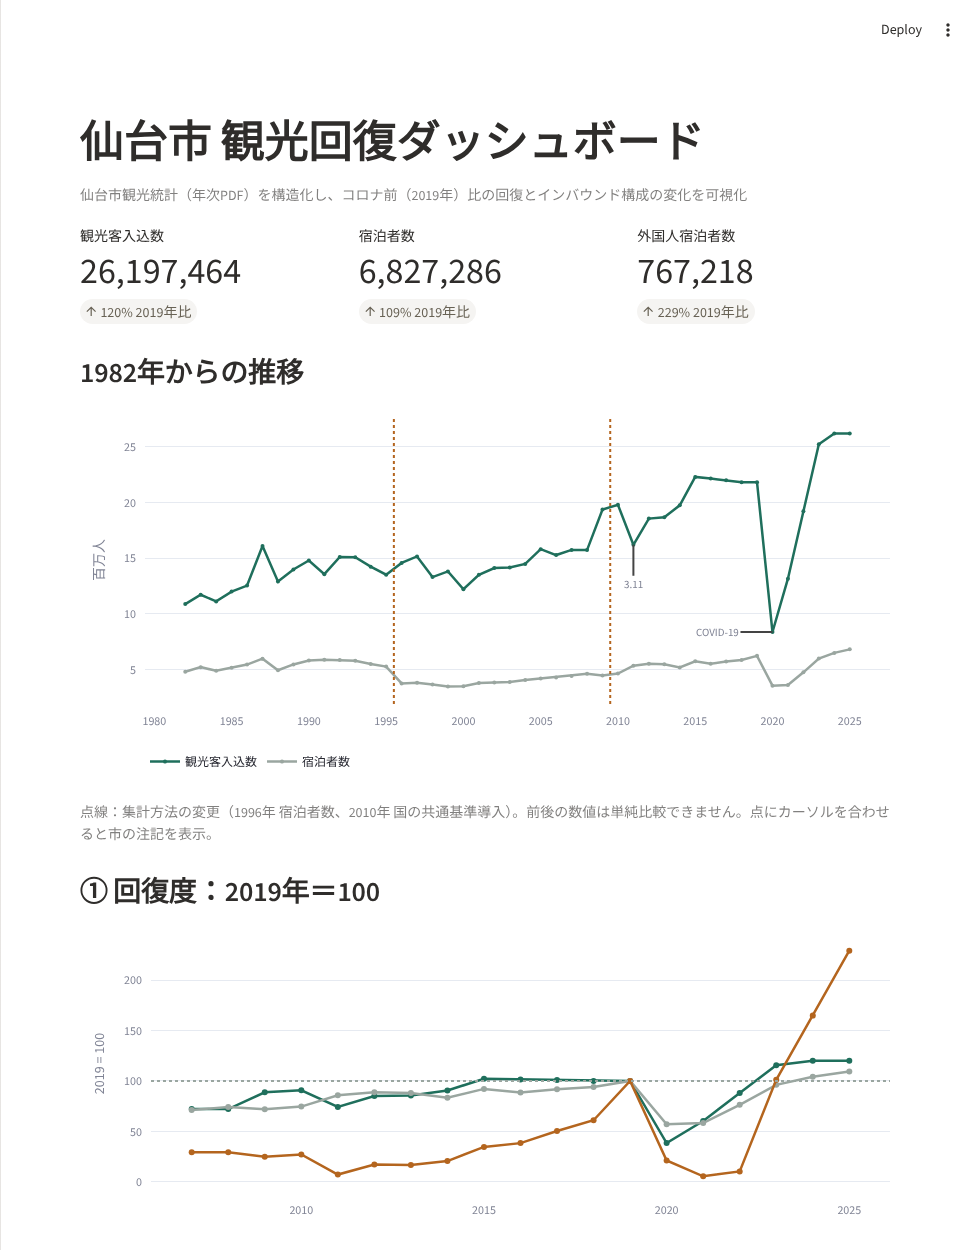 Deploy
仙台市 観光回復ダッシュボード
仙台市観光統計（年次PDF）を構造化し、コロナ前（2019年）比の回復とインバウンド構成の変化を可視化
観光客入込数
26,197,464
↑ 120% 2019年比
宿泊者数
6,827,286
↑ 109% 2019年比
外国人宿泊者数
767,218
↑ 229% 2019年比
1982年からの推移
百万人
25
20
15
10
5
3.11
COVID-19
1980 1985 1990 1995 2000 2005 2010 2015 2020 2025
観光客入込数 宿泊者数
点線：集計方法の変更（1996年 宿泊者数、2010年 国の共通基準導入）。前後の数値は単純比較できません。点にカーソルを合わせ
ると市の注記を表示。
① 回復度：2019年＝100
2019 = 100
200
150
100
50
0
2010 2015 2020 2025